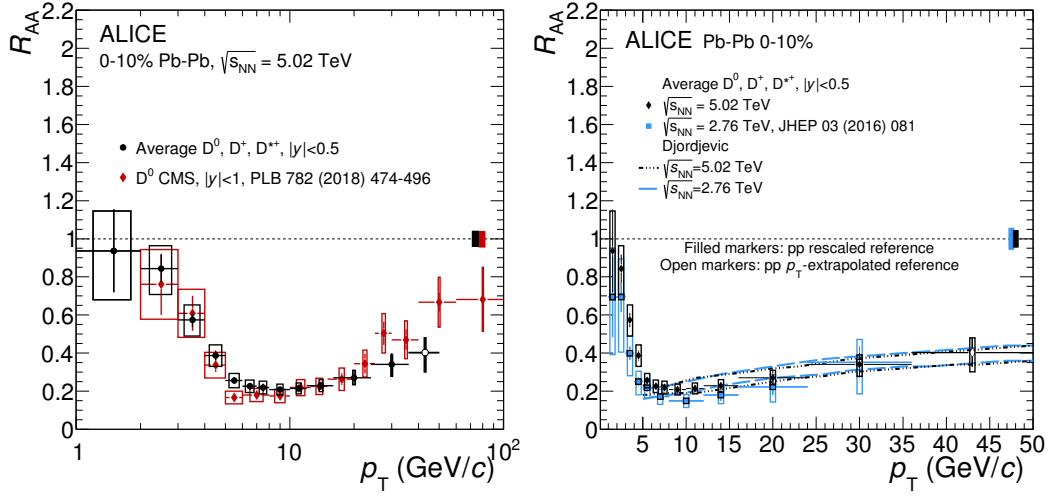 R_AA
2.2
2
1.8
1.6
1.4
1.2
1
0.8
0.6
0.4
0.2
0
ALICE
0-10% Pb-Pb, √s_NN = 5.02 TeV
Average D⁰, D⁺, D*⁺, |y|<0.5
D⁰ CMS, |y|<1, PLB 782 (2018) 474-496
1 10 10²
p_T (GeV/c)
R_AA
2.2
2
1.8
1.6
1.4
1.2
1
0.8
0.6
0.4
0.2
0
ALICE Pb-Pb 0-10%
Average D⁰, D⁺, D*⁺, |y|<0.5
√s_NN = 5.02 TeV
√s_NN = 2.76 TeV, JHEP 03 (2016) 081
Djordjevic
√s_NN=5.02 TeV
√s_NN=2.76 TeV
Filled markers: pp rescaled reference
Open markers: pp p_T-extrapolated reference
5 10 15 20 25 30 35 40 45 50
p_T (GeV/c)